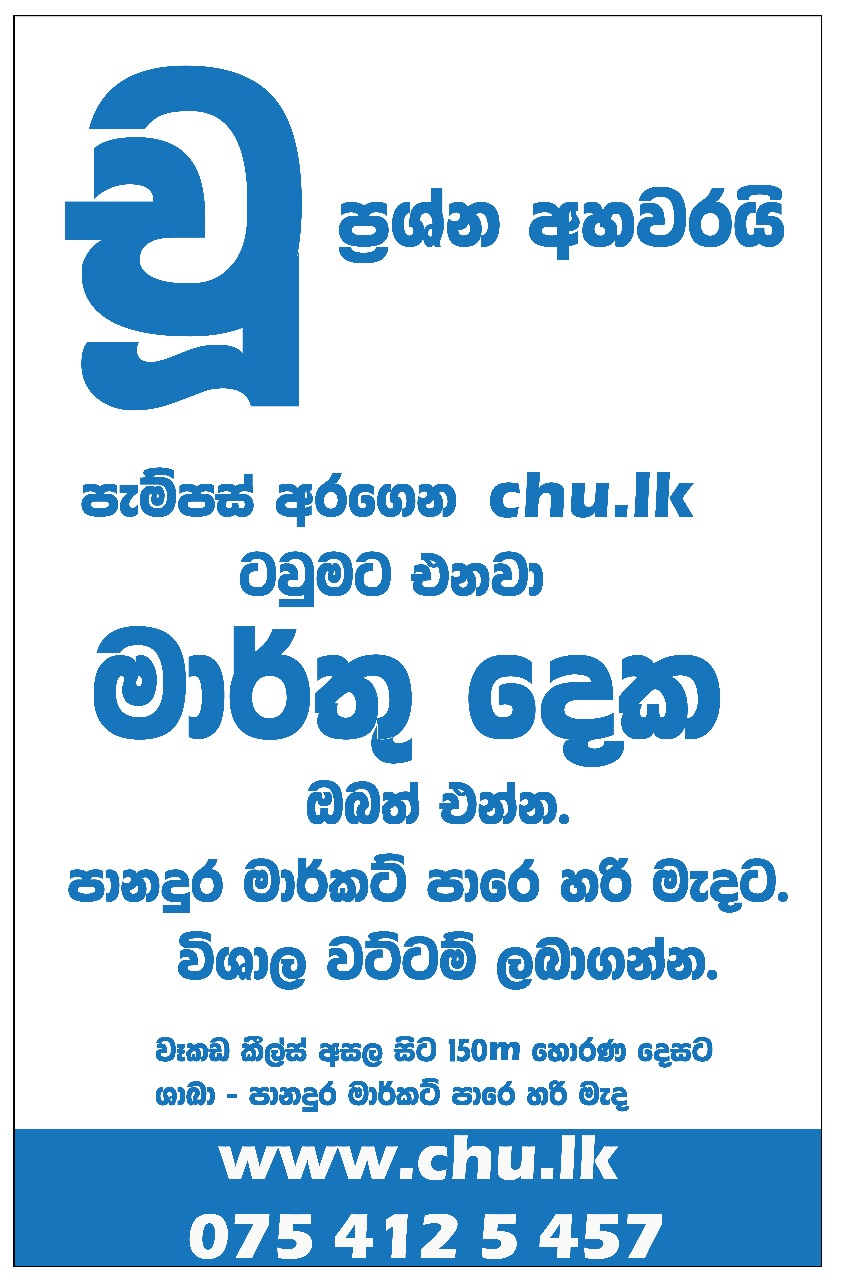 චූ ප්‍රශ්න අහවරයි
පැම්පස් අරගෙන chu.lk
ටවුමට එනවා
මාර්තු දෙක
ඔබත් එන්න.
පානදුර මාර්කට් පාරෙ හරි මැදට.
විශාල වට්ටම් ලබාගන්න.
වෑකඩ කීල්ස් අසල සිට 150m හොරණ දෙසට
ශාඛා - පානදුර මාර්කට් පාරෙ හරි මැද
www.chu.lk
075 412 5 457